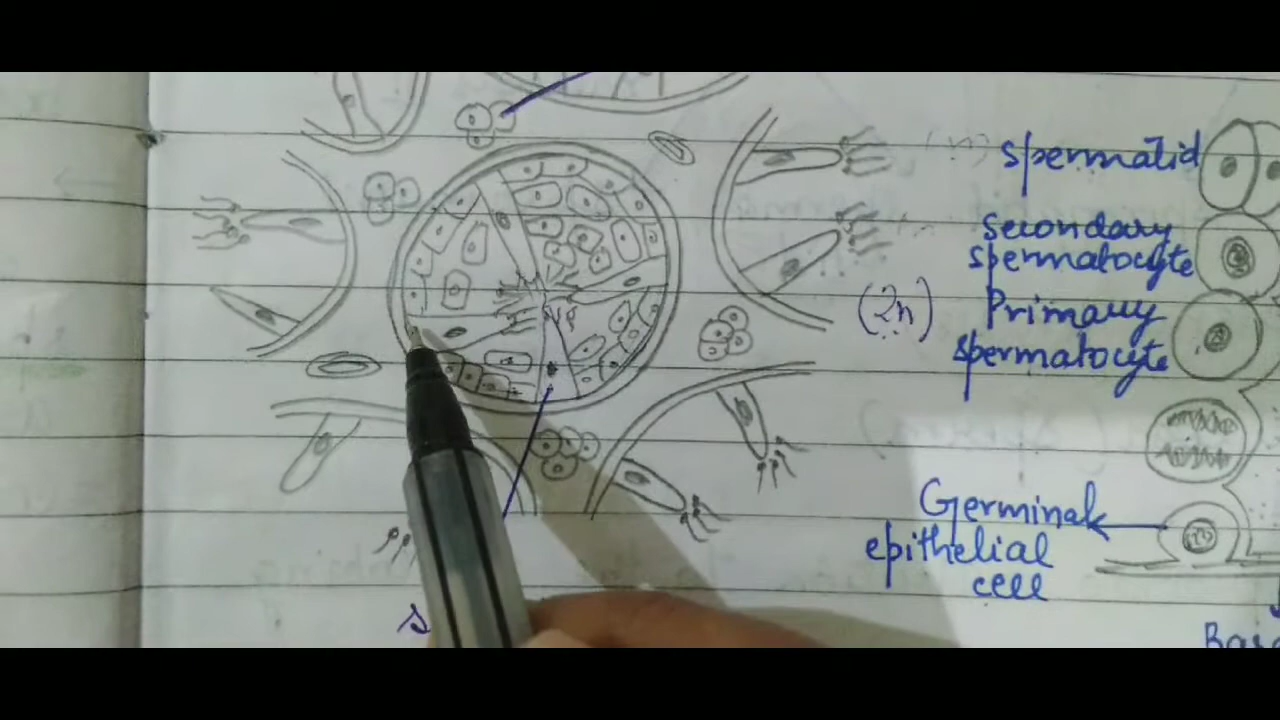 spermatid
secondary
spermatocyte
(2n)
Primary
spermatocyte
Germinal
epithelial
cell
s